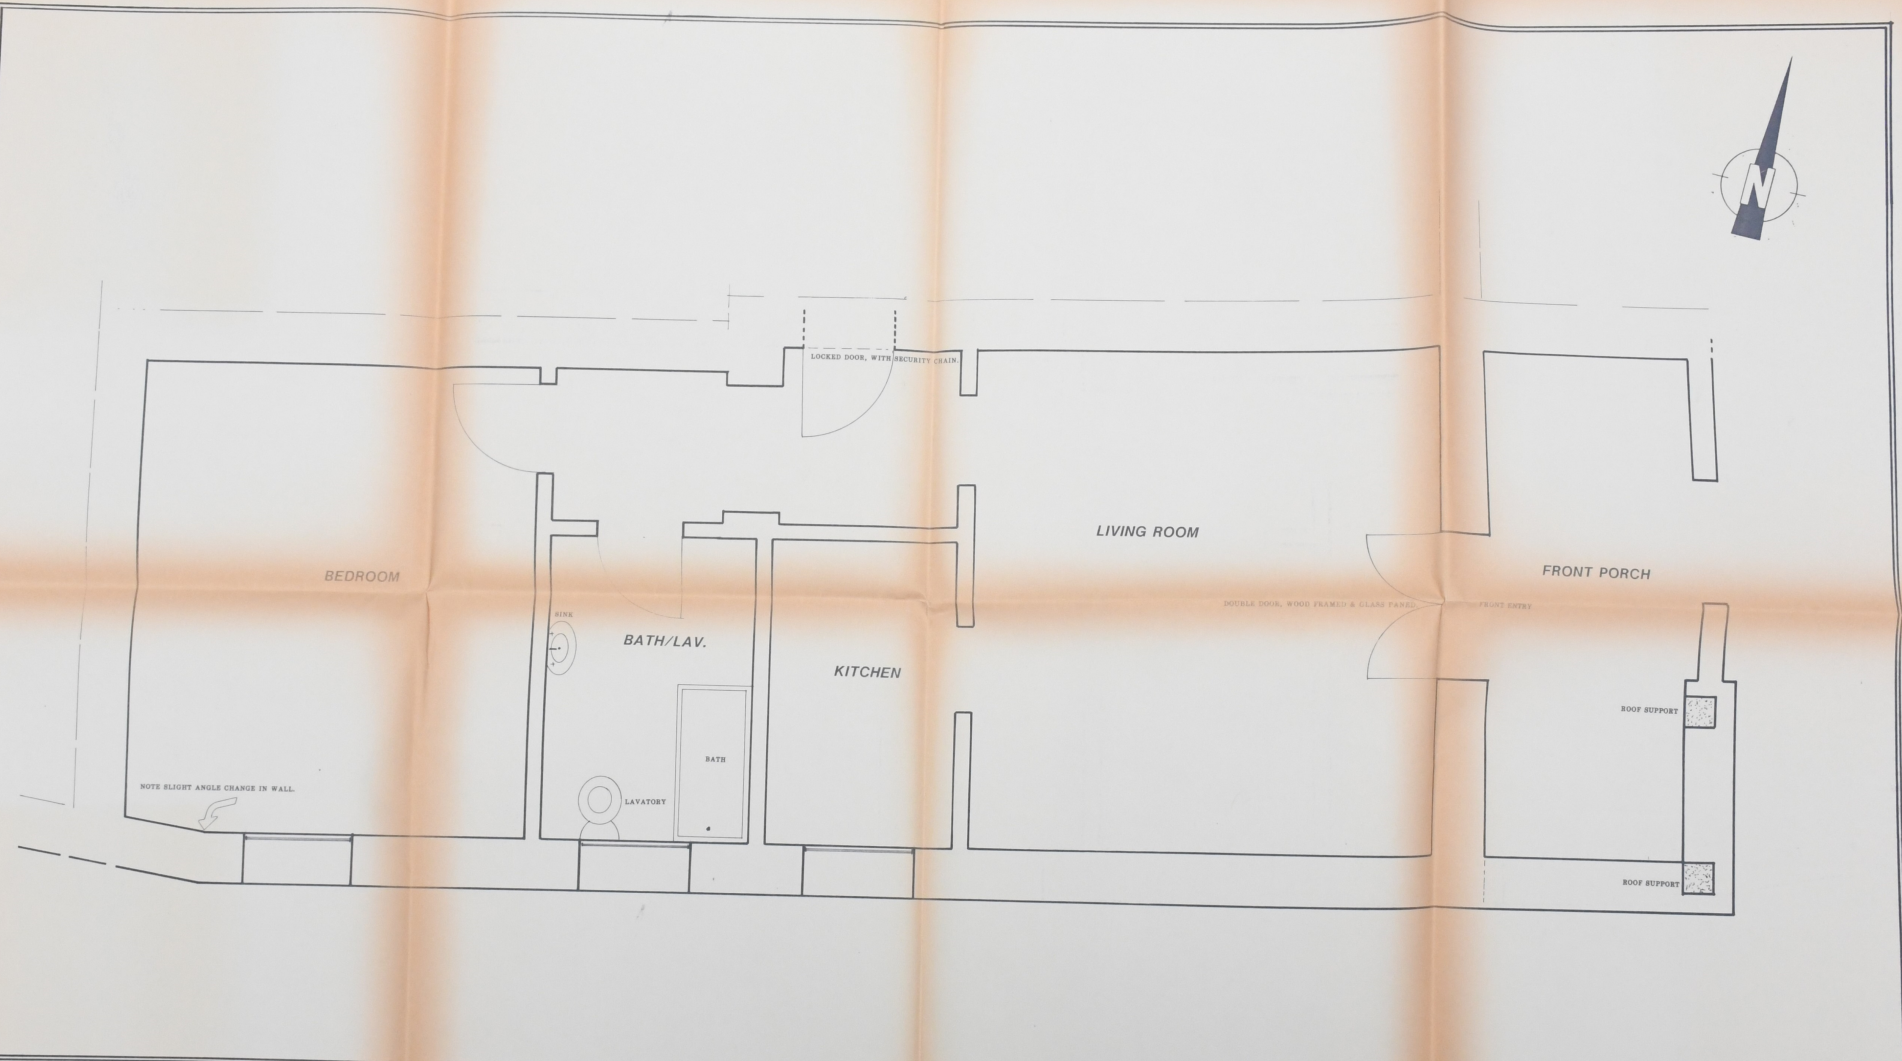 N
LOCKED DOOR, WITH SECURITY CHAIN.
LIVING ROOM
FRONT PORCH
BEDROOM
DOUBLE DOOR, WOOD FRAMED & GLASS PANEL.
FRONT ENTRY
SINK
BATH/LAV.
KITCHEN
ROOF SUPPORT
BATH
NOTE SLIGHT ANGLE CHANGE IN WALL.
LAVATORY
ROOF SUPPORT